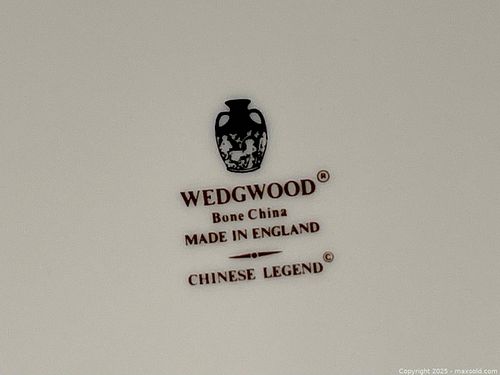 WEDGWOOD®
Bone China
MADE IN ENGLAND
CHINESE LEGEND©
Copyright 2025 - maxsold.com